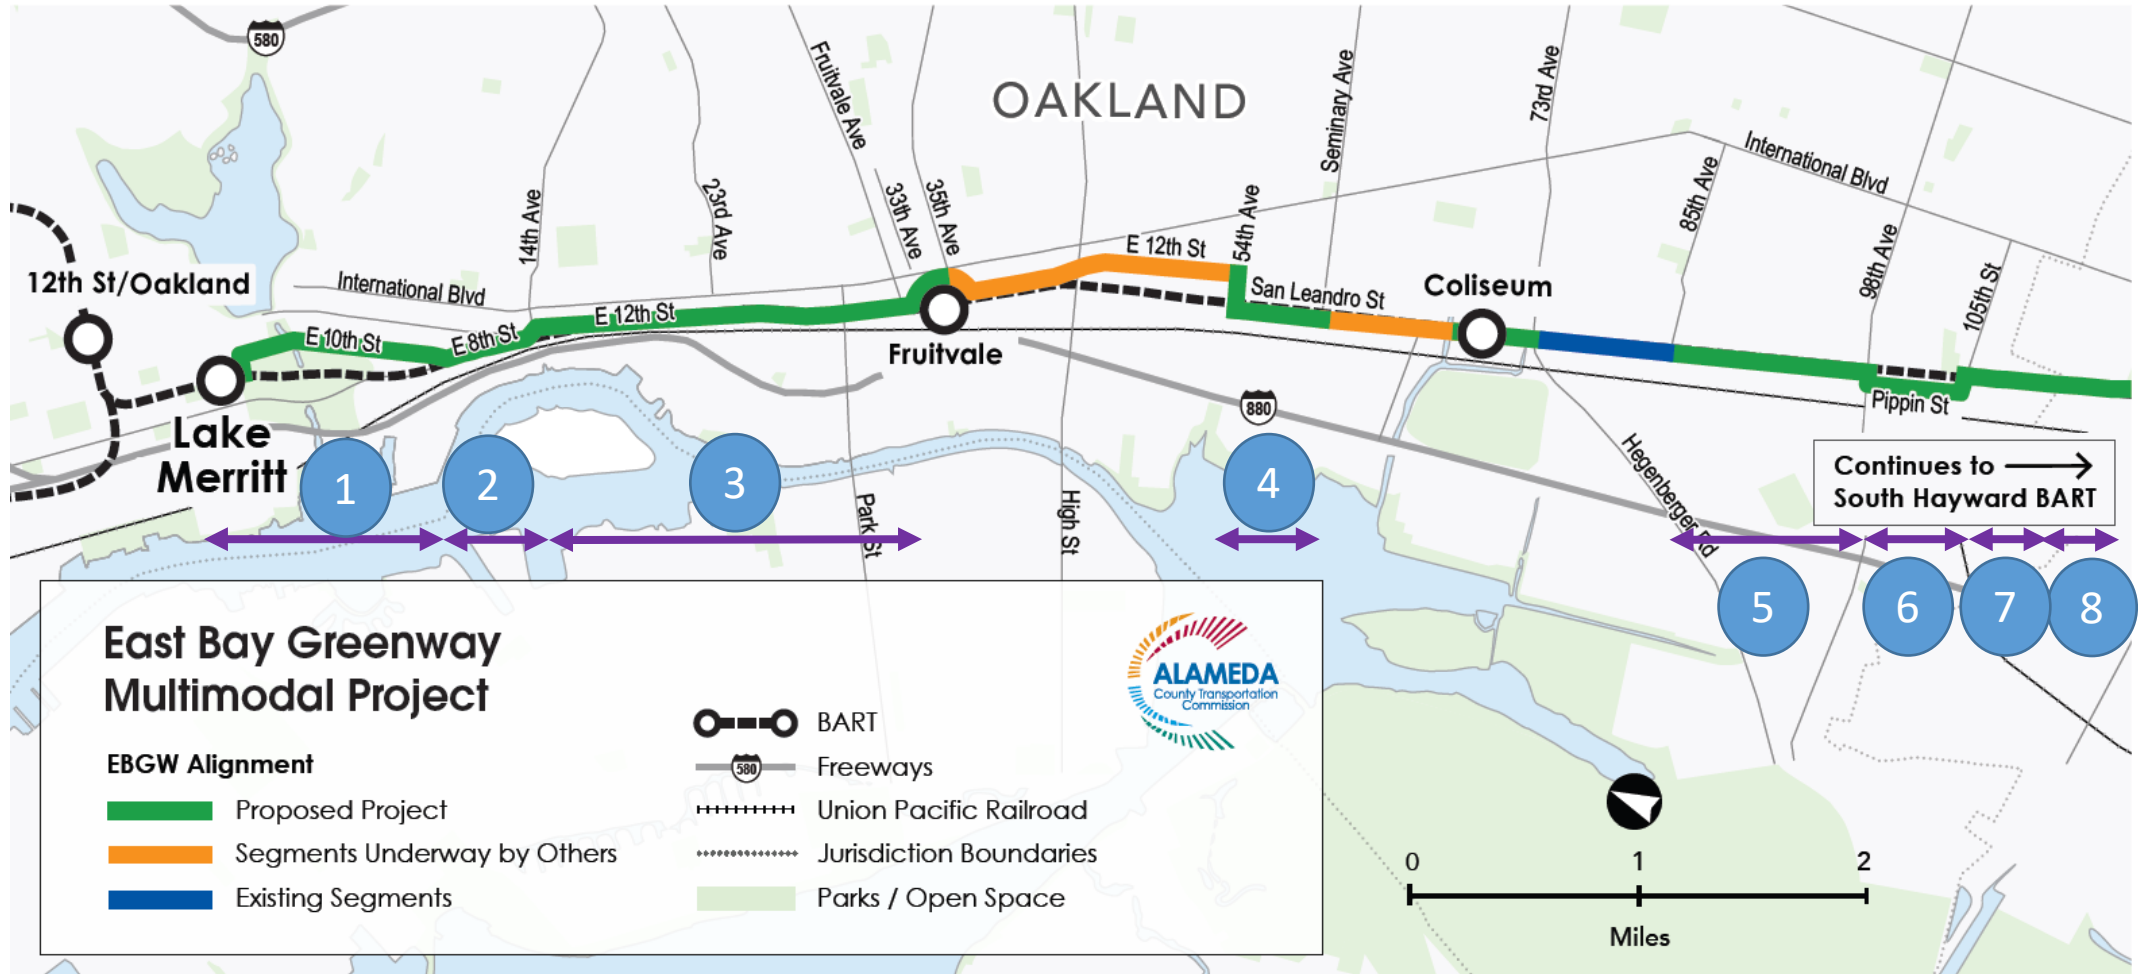 580
OAKLAND
Fruitvale Ave
33rd Ave
35th Ave
Seminary Ave
73rd Ave
International Blvd
85th Ave
98th Ave
105th St
14th Ave
23rd Ave
54th Ave
12th St/Oakland
International Blvd
E 12th St
San Leandro St
Coliseum
E 10th St
E 8th St
E 12th St
Fruitvale
Lake
Merritt
880
Pippin St
Hegenberger Rd
Park St
High St
Continues to
South Hayward BART
1
2
3
4
5
6
7
8
East Bay Greenway
Multimodal Project
ALAMEDA
County Transportation
Commission
EBGW Alignment
Proposed Project
Segments Underway by Others
Existing Segments
BART
580
Freeways
Union Pacific Railroad
Jurisdiction Boundaries
Parks / Open Space
0 1 2
Miles